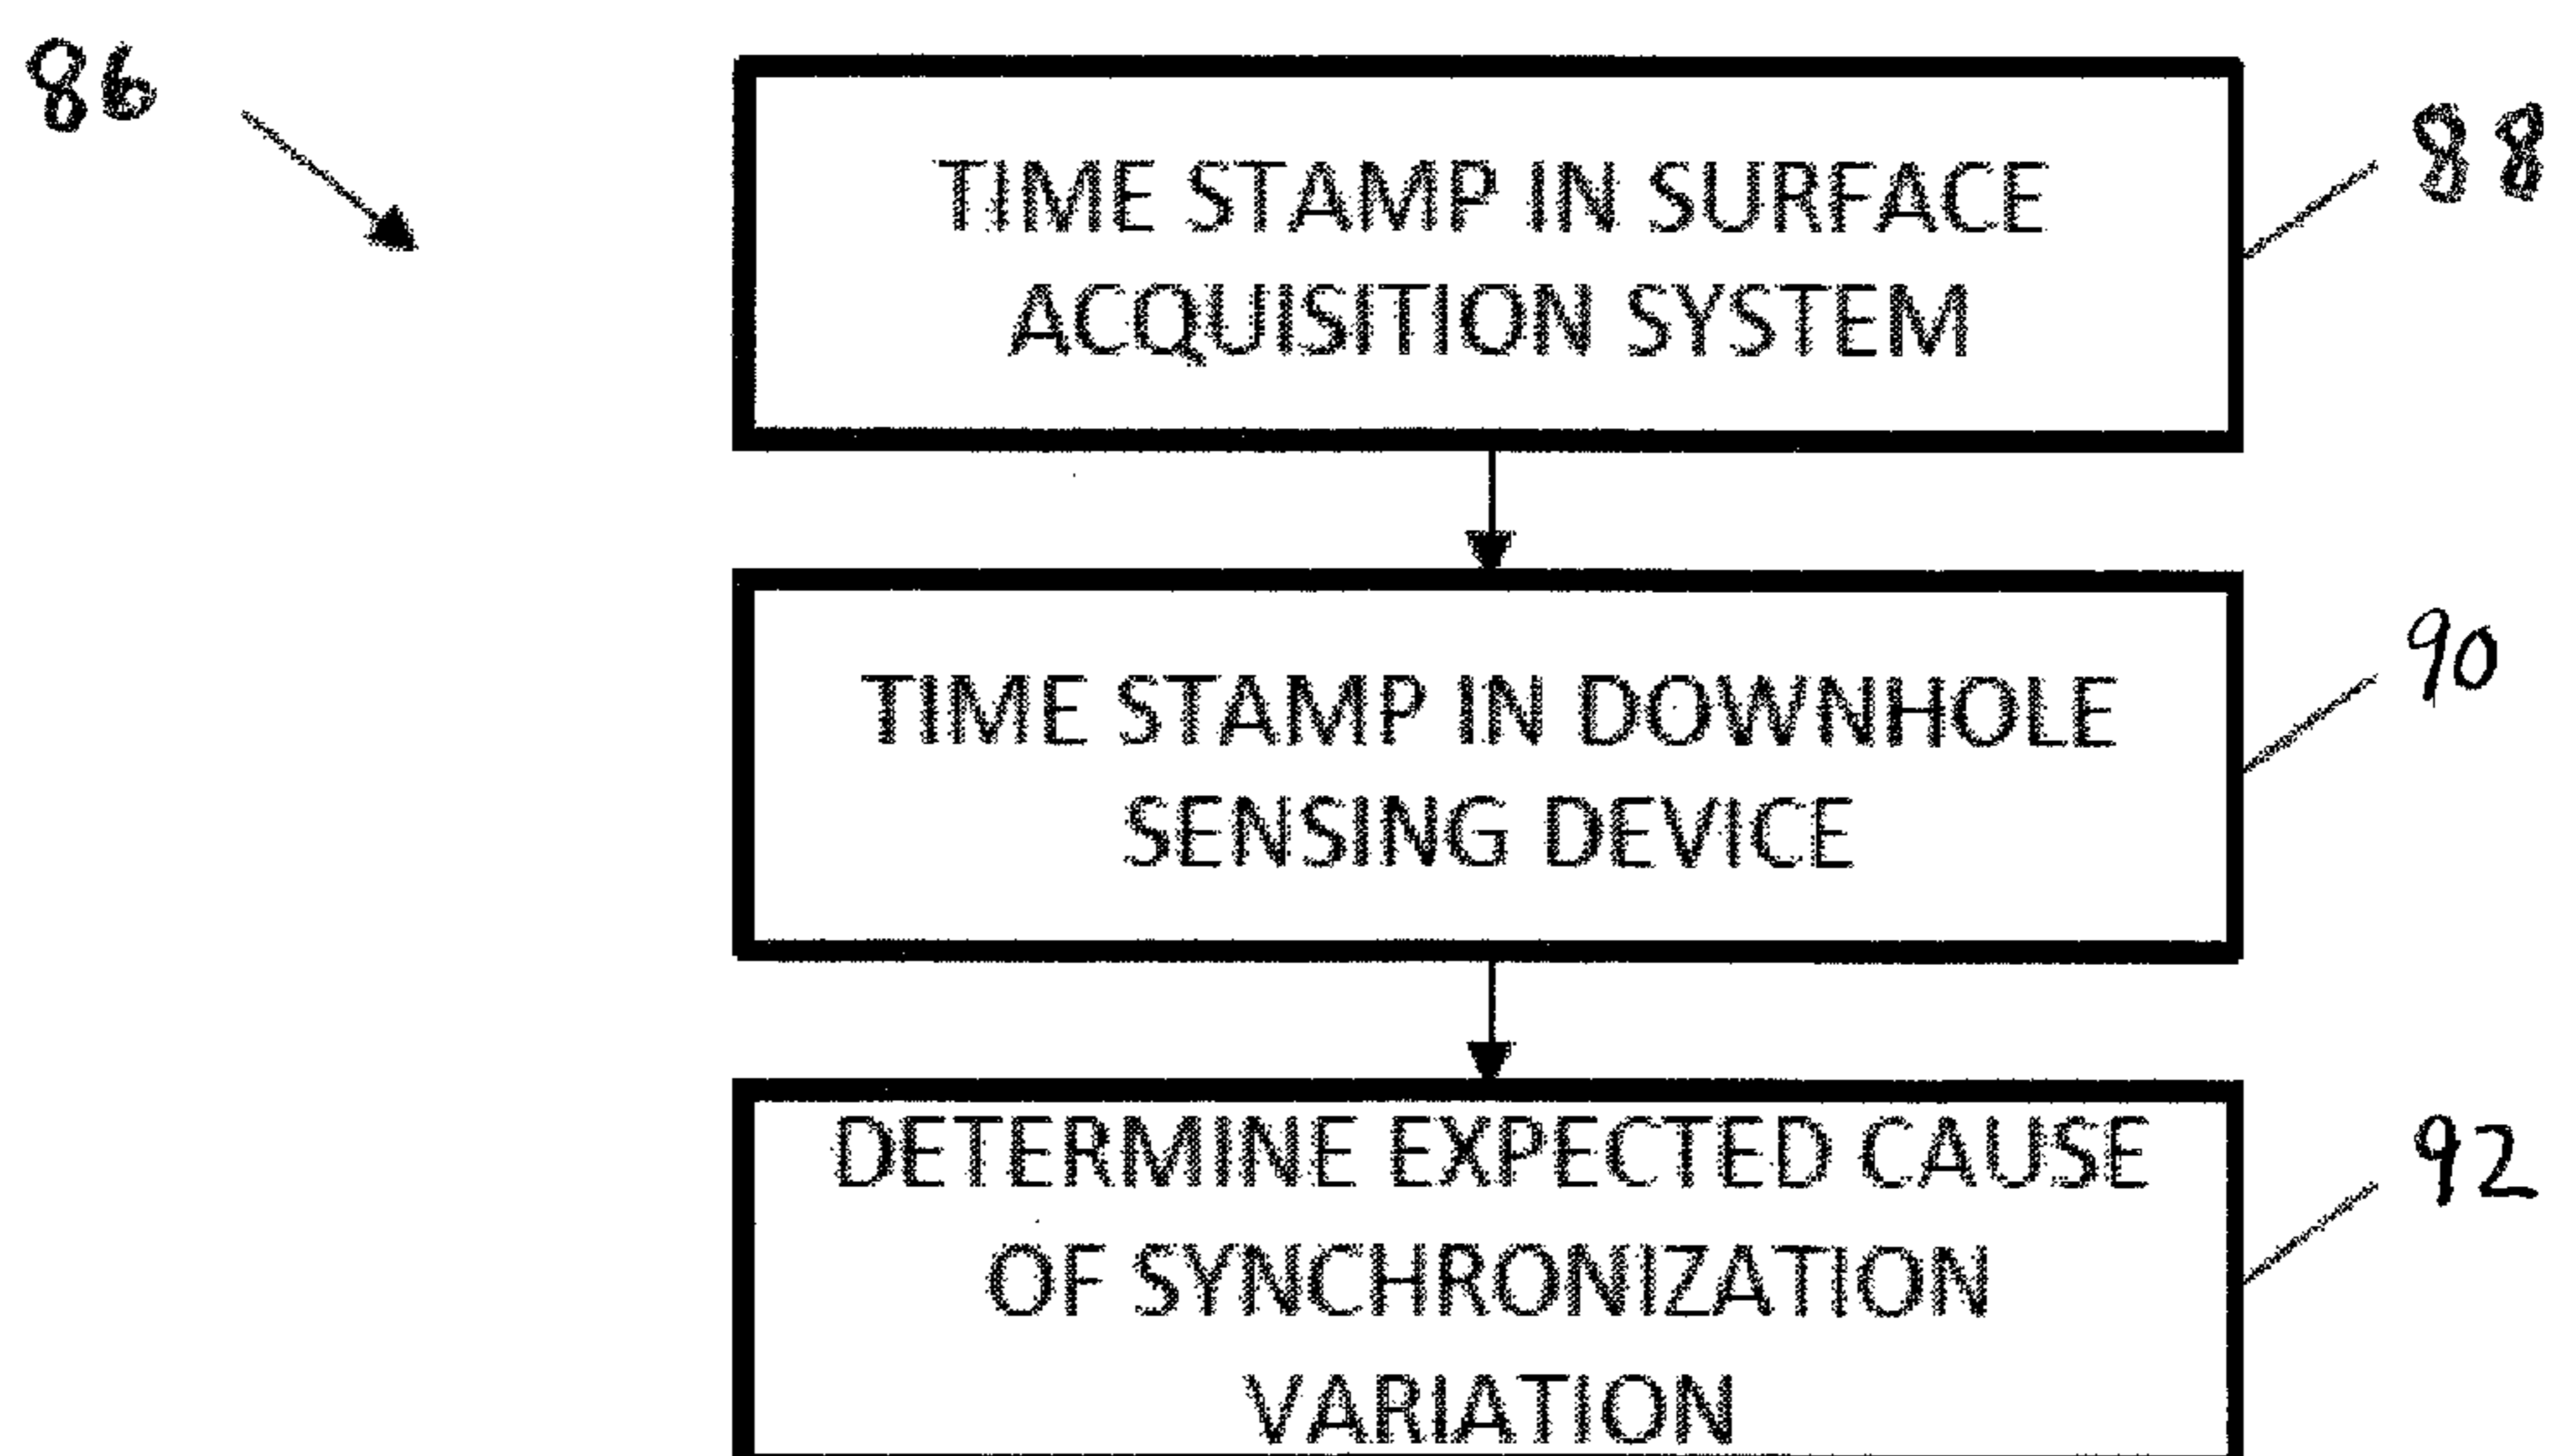 86
TIME STAMP IN SURFACE
ACQUISITION SYSTEM
88
TIME STAMP IN DOWNHOLE
SENSING DEVICE
90
DETERMINE EXPECTED CAUSE
OF SYNCHRONIZATION
VARIATION
92